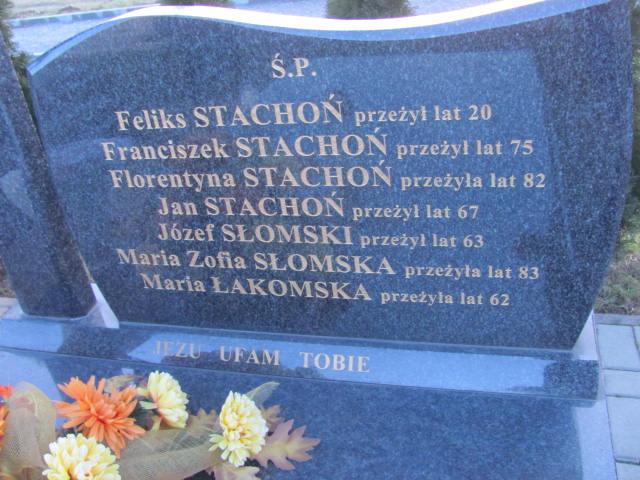 Ś.P.
Feliks STACHOŃ przeżył lat 20
Franciszek STACHOŃ przeżył lat 75
Florentyna STACHOŃ przeżyła lat 82
Jan STACHOŃ przeżył lat 67
Józef SŁOMSKI przeżył lat 63
Maria Zofia SŁOMSKA przeżyła lat 83
Maria ŁAKOMSKA przeżyła lat 62
JEZU UFAM TOBIE